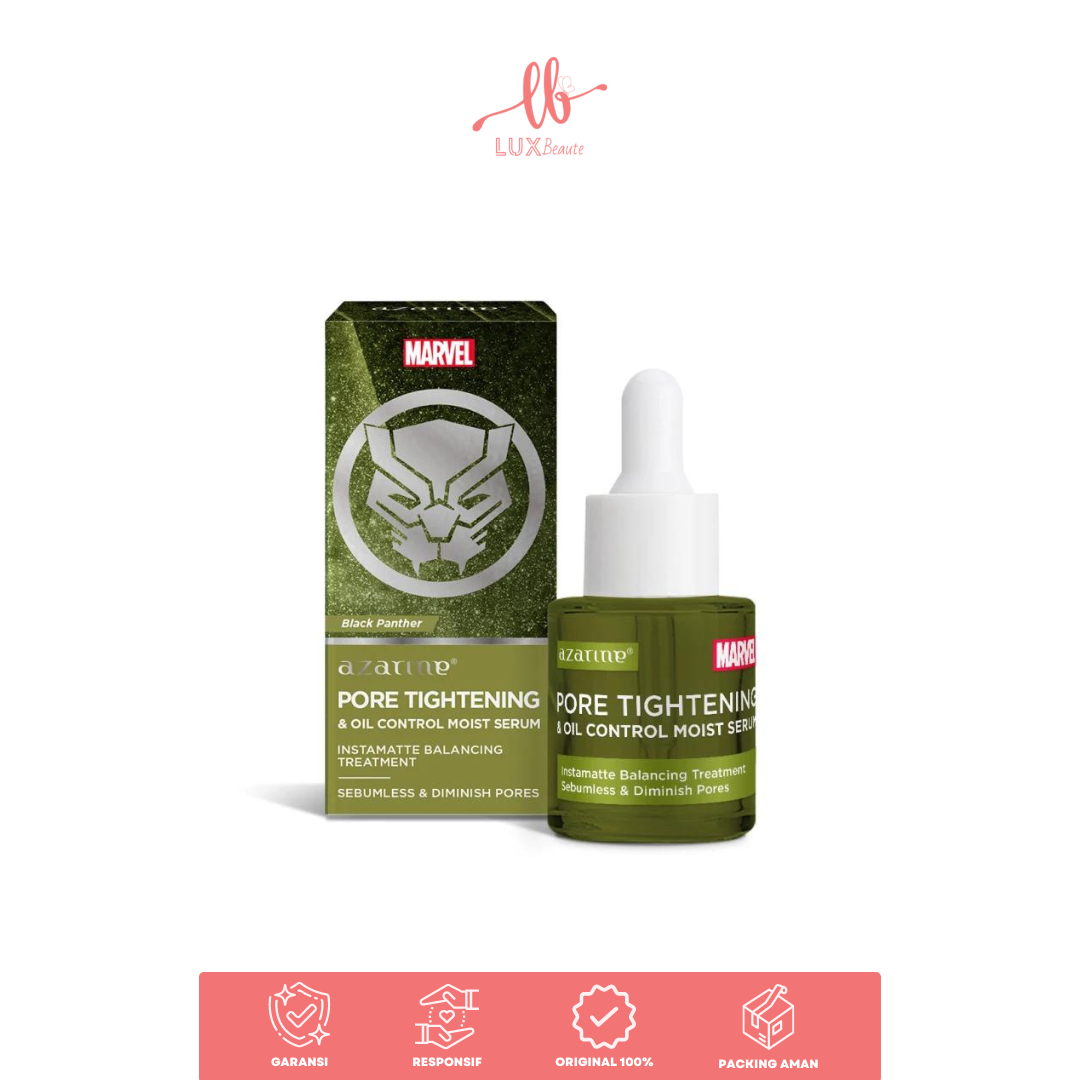 lb
LUX Beaute
azarine®
MARVEL
Black Panther
azarine®
PORE TIGHTENING
& OIL CONTROL MOIST SERUM
INSTAMATTE BALANCING
TREATMENT
SEBUMLESS & DIMINISH PORES
azarine®
MARVEL
PORE TIGHTENING
& OIL CONTROL MOIST SERUM
Instamatte Balancing Treatment
Sebumless & Diminish Pores
GARANSI
RESPONSIF
ORIGINAL 100%
PACKING AMAN